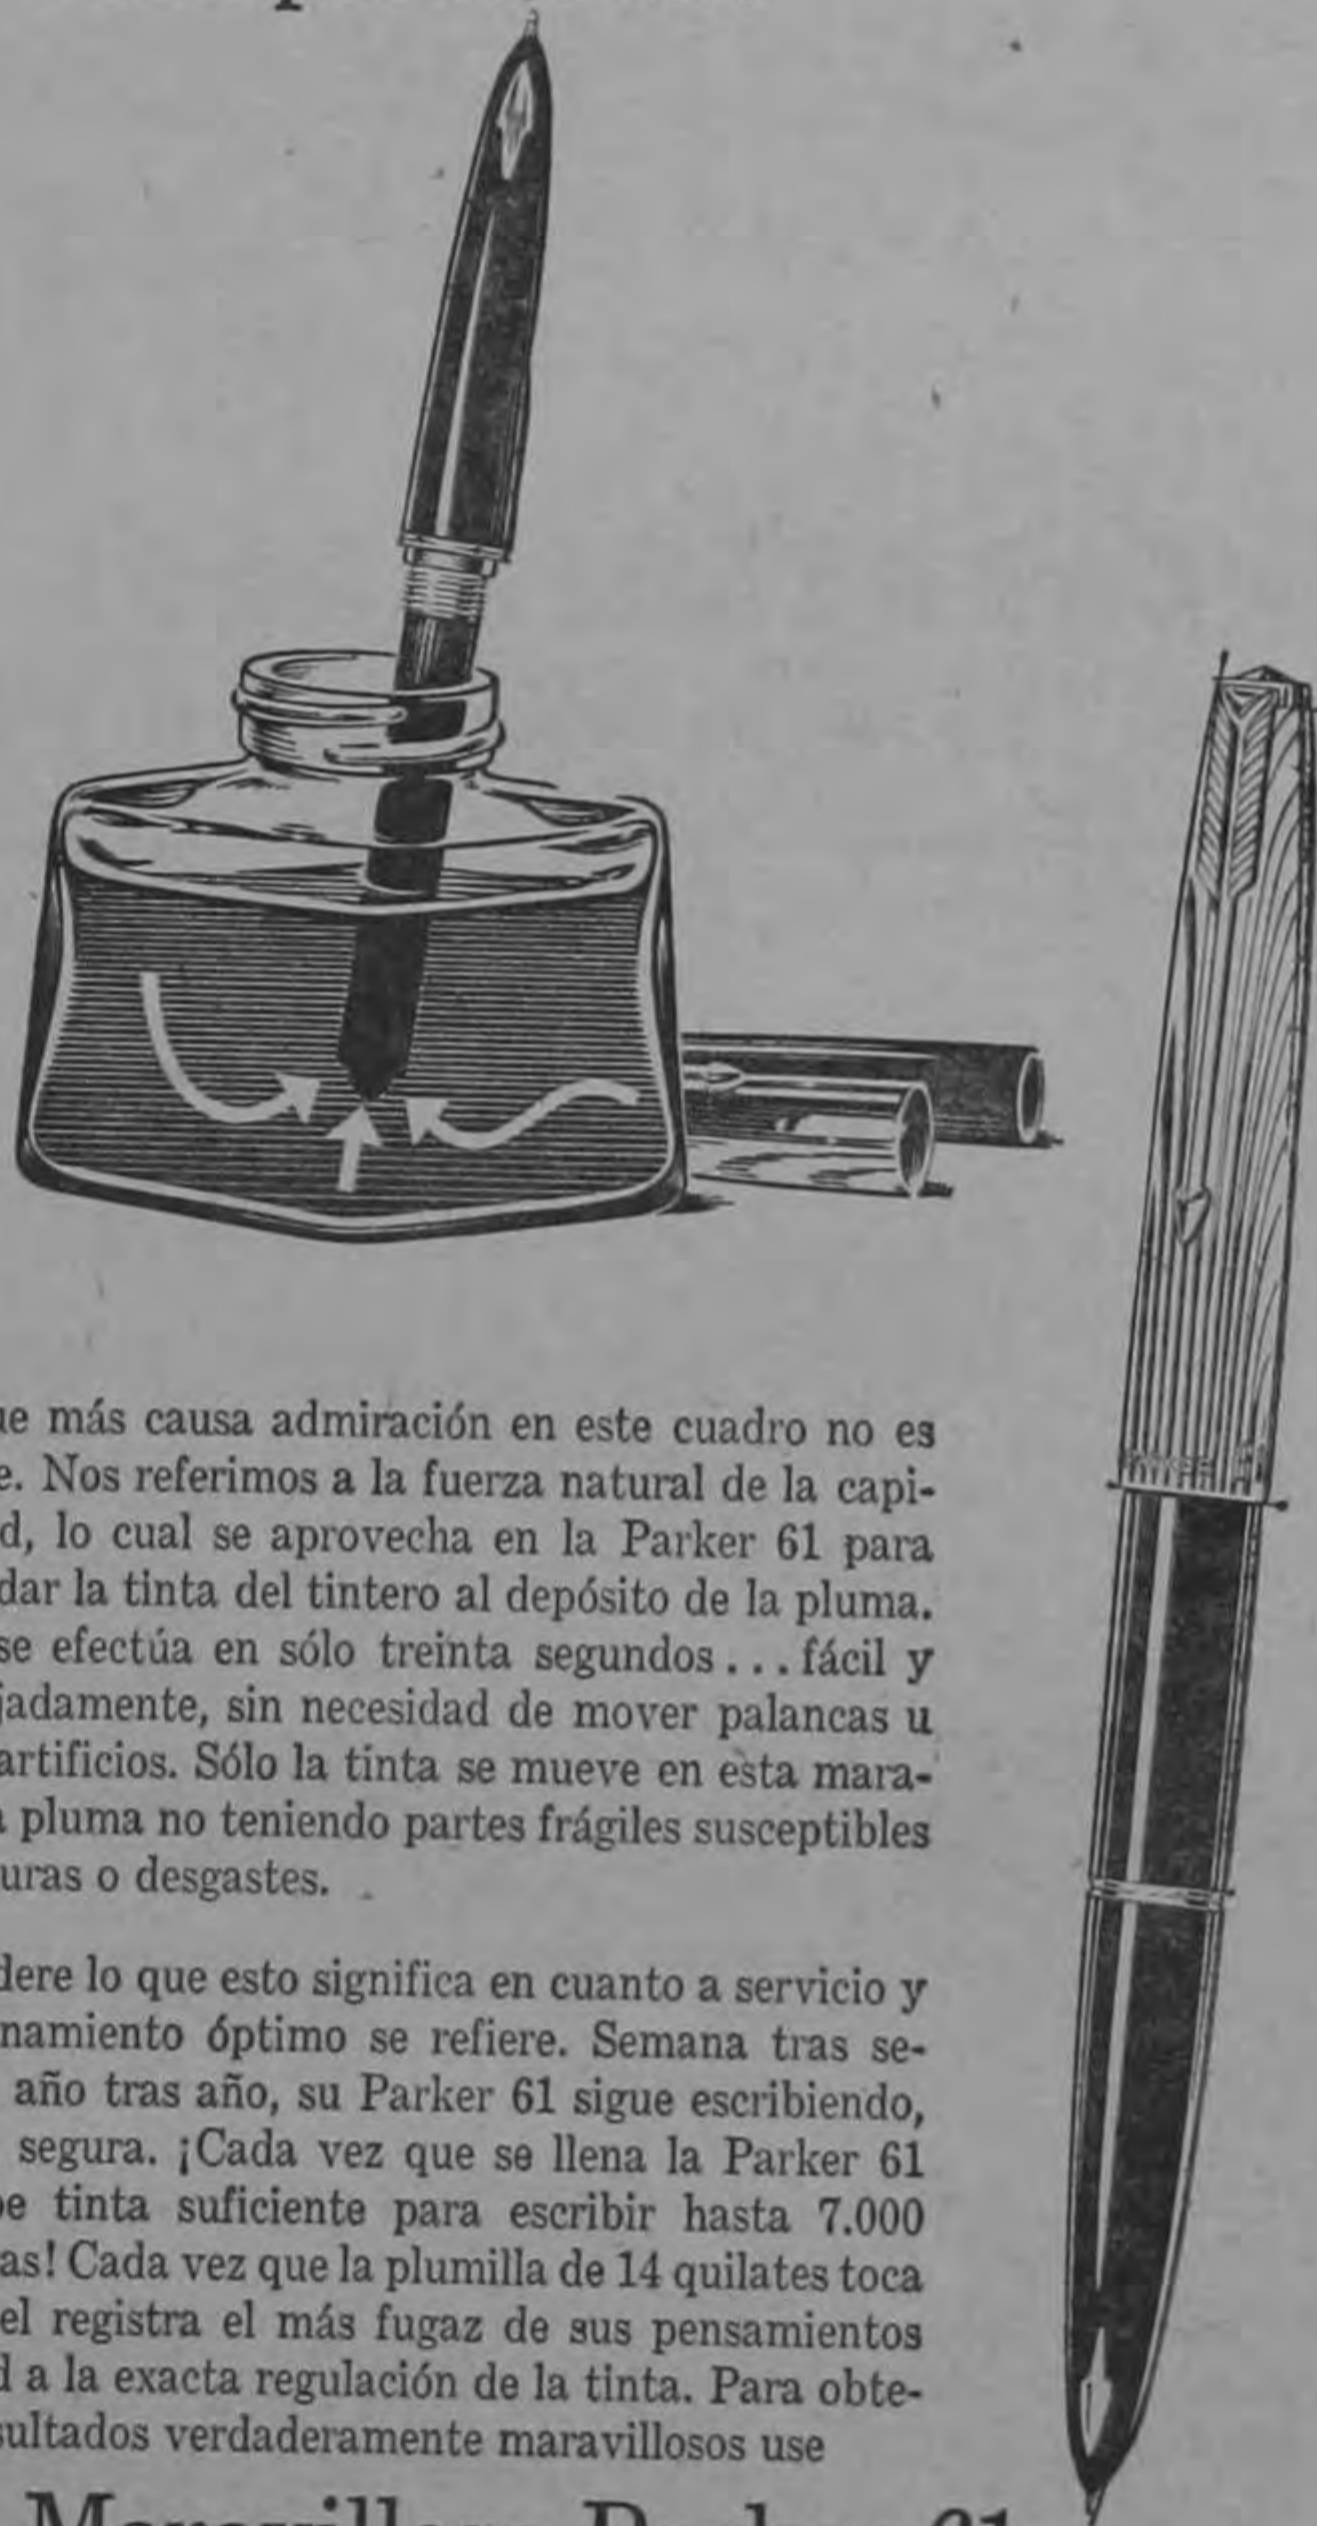 más causa admiración en este cuadro no es
Nos referimos a la fuerza natural de la capi-
lo cual se aprovecha en la Parker 61 para
la tinta del tintero al depósito de la pluma.
se efectúa en sólo treinta segundos... fácil y
sin necesidad de mover palancas u
artificios. Sólo la tinta se mueve en esta mara-
pluma no teniendo partes frágiles susceptibles
uras o desgastes.
dere lo que esto significa en cuanto a servicio y
namiento óptimo se refiere. Semana tras se-
año tras año, su Parker 61 sigue escribiendo,
segura. ¡Cada vez que se llena la Parker 61
tinta suficiente para escribir hasta 7.000
as! Cada vez que la plumilla de 14 quilates toca
el registra el más fugaz de sus pensamientos
a la exacta regulación de la tinta. Para obte-
sultados verdaderamente maravillosos use
Parker 61